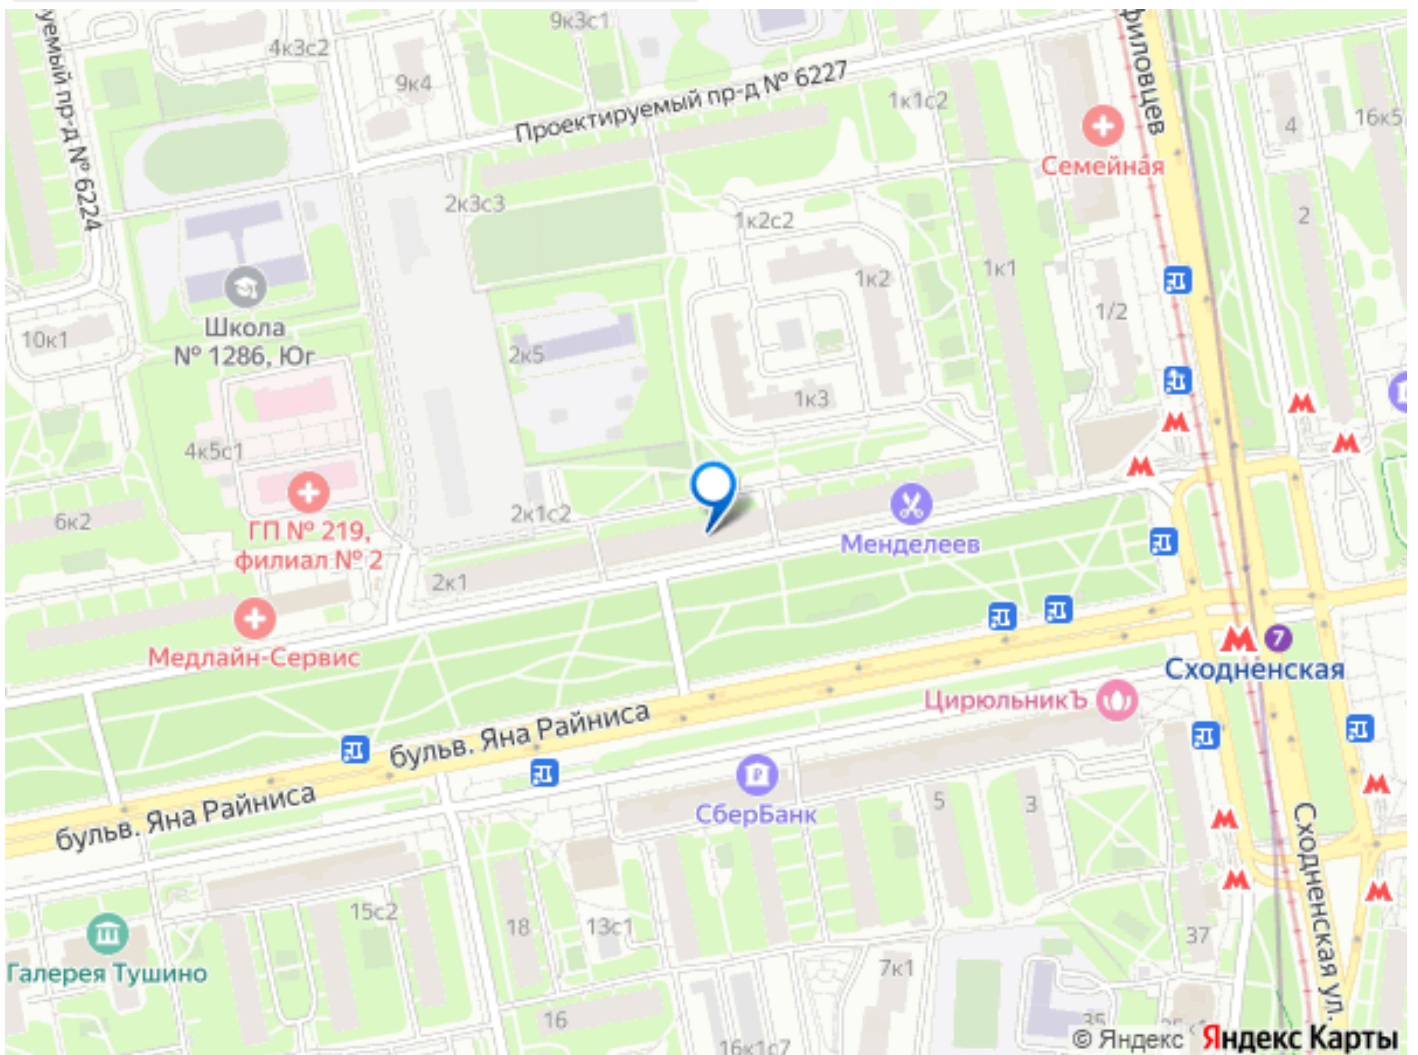 9к3с1
4к3с2
9к4
уемый пр-д № 6224
Проектируемый пр-д № 6227
1к1с2
филовцев
4
16к5
Семейная
2к3с3
1к2с2
2
1к1
1к2
1/2
Школа
№ 1286, Юг
10к1
2к5
1к3
4к5с1
6к2
2к1с2
ГП № 219,
филиал № 2
Менделеев
2к1
Медлайн-Сервис
7
Сходненская
ЦирюльникЪ
бульв. Яна Райниса
бульв. Яна Райниса
СберБанк
5
3
Сходненская ул.
15с2
18
13с1
37
Галерея Тушино
7к1
16
35
16к1с7
© Яндекс Яндекс Карты